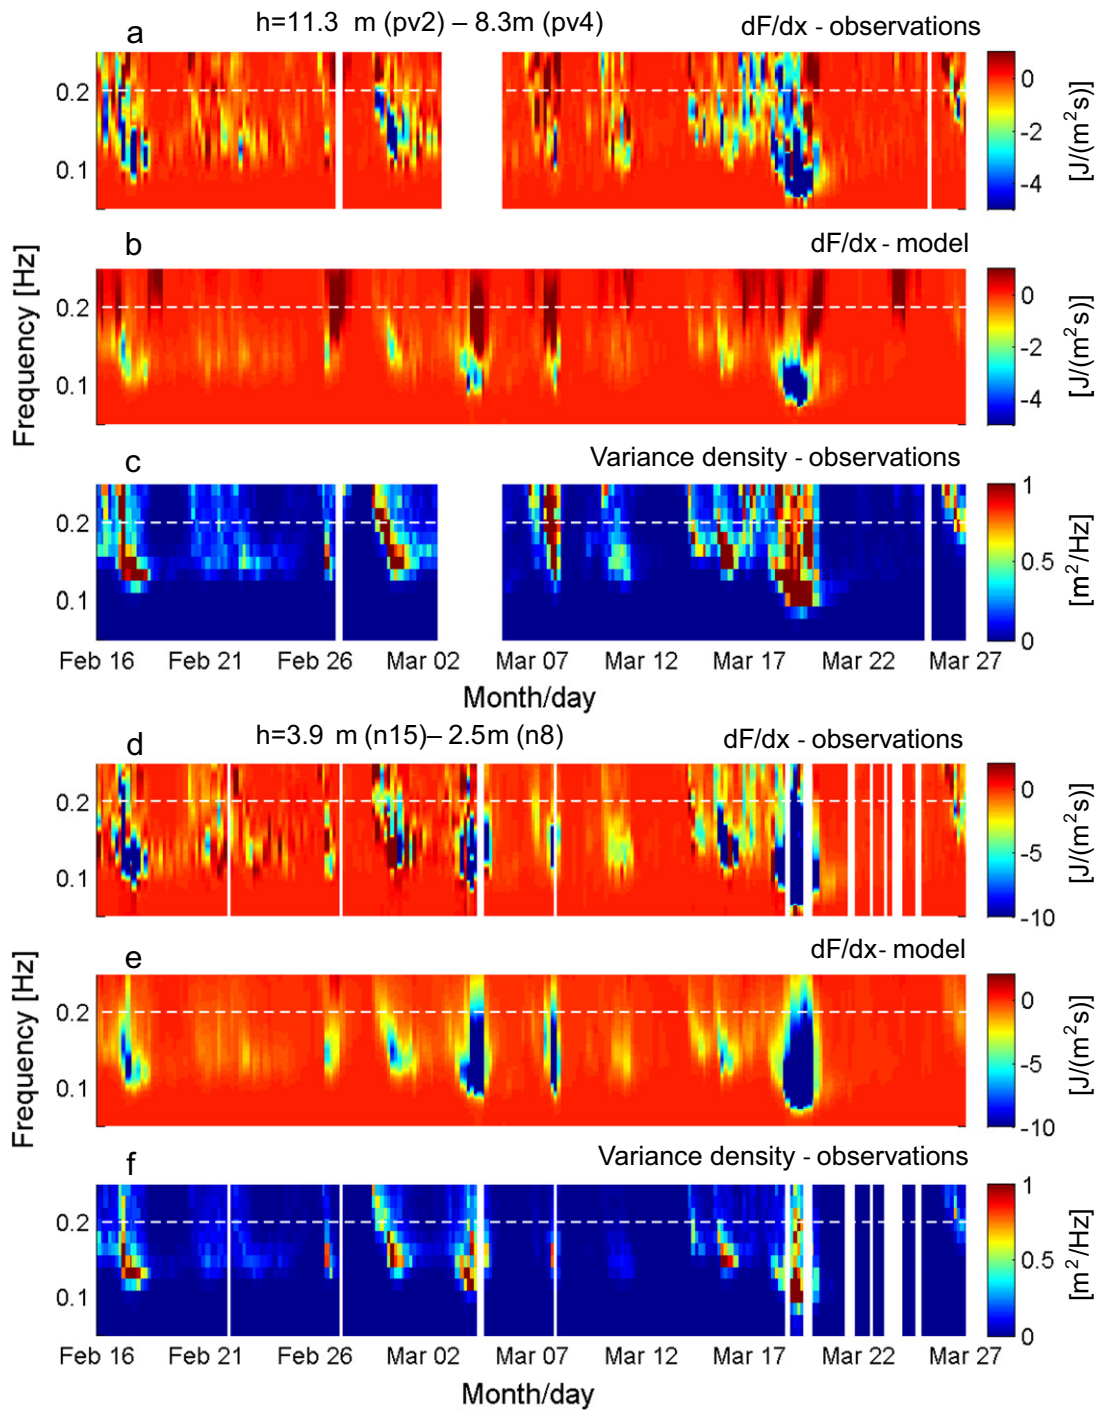 a h=11.3 m (pv2) – 8.3m (pv4) dF/dx - observations
0.2
0.1
0
-2
-4
[J/(m²s)]
b dF/dx - model
0.2
0.1
0
-2
-4
[J/(m²s)]
Frequency [Hz]
c Variance density - observations
0.2
0.1
1
0.5
0
[m²/Hz]
Feb 16 Feb 21 Feb 26 Mar 02 Mar 07 Mar 12 Mar 17 Mar 22 Mar 27
Month/day
d h=3.9 m (n15)– 2.5m (n8) dF/dx - observations
0.2
0.1
0
-5
-10
[J/(m²s)]
e dF/dx- model
0.2
0.1
0
-5
-10
[J/(m²s)]
Frequency [Hz]
f Variance density - observations
0.2
0.1
1
0.5
0
[m²/Hz]
Feb 16 Feb 21 Feb 26 Mar 02 Mar 07 Mar 12 Mar 17 Mar 22 Mar 27
Month/day